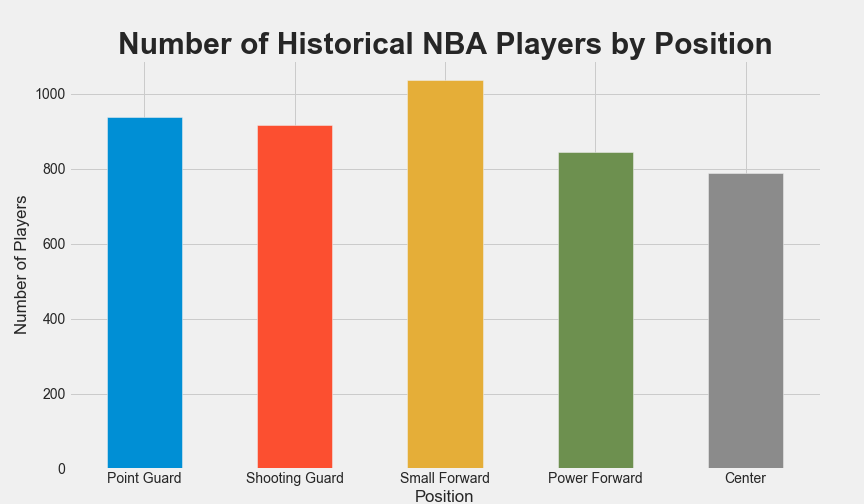 Number of Historical NBA Players by Position
Number of Players
1000
800
600
400
200
0
Point Guard
Shooting Guard
Small Forward
Power Forward
Center
Position